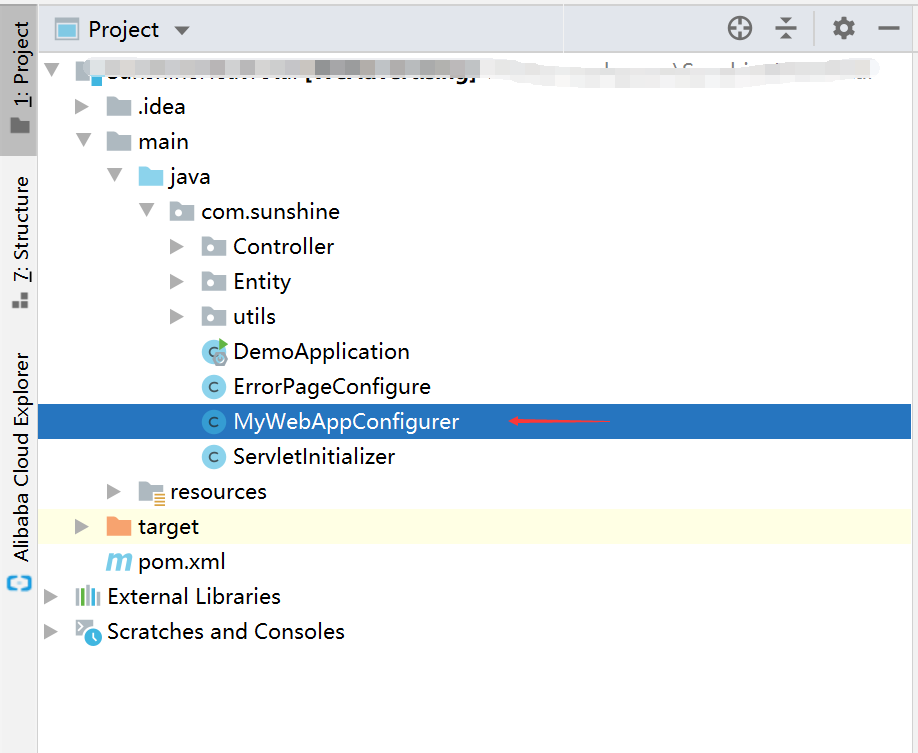 Project
.idea
main
java
com.sunshine
Controller
Entity
utils
DemoApplication
ErrorPageConfigure
MyWebAppConfigurer
ServletInitializer
resources
target
pom.xml
External Libraries
Scratches and Consoles
1: Project
7: Structure
Alibaba Cloud Explorer